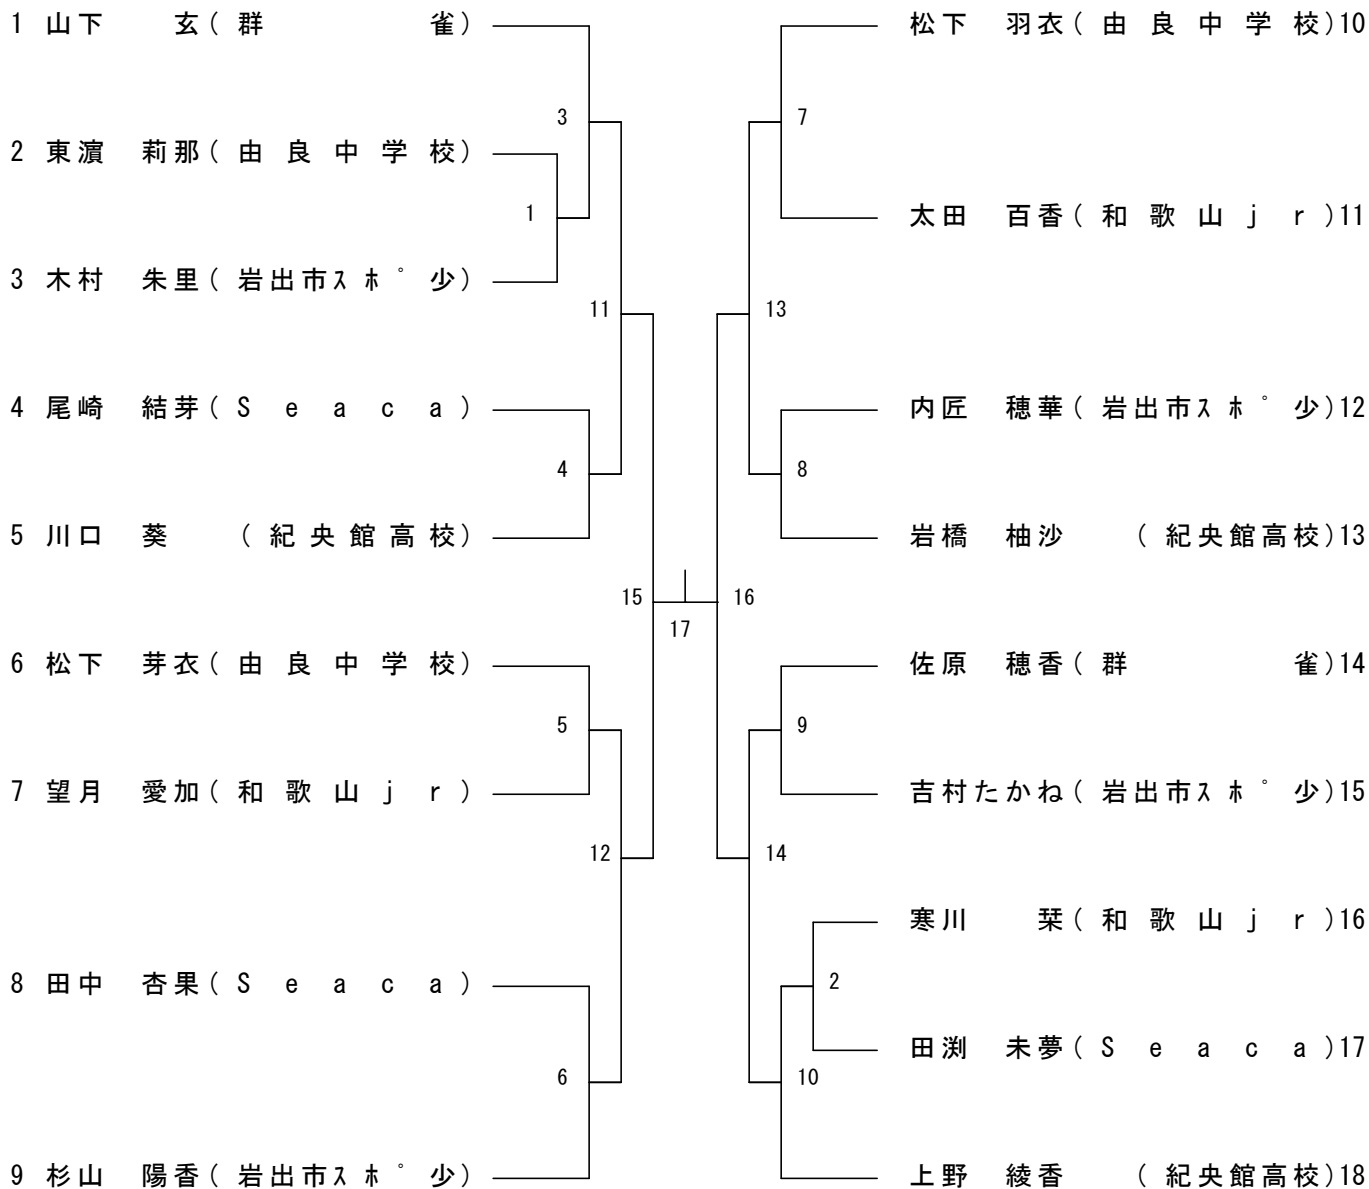 1 山下 玄(群 雀)
2 東濵 莉那(由良中学校)
3 木村 朱里(岩出市ｽﾎﾟ少)
4 尾崎 結芽(Seaca)
5 川口 葵 (紀央館高校)
6 松下 芽衣(由良中学校)
7 望月 愛加(和歌山jr)
8 田中 杏果(Seaca)
9 杉山 陽香(岩出市ｽﾎﾟ少)
3
1
11
4
15
5
12
6
17
7
13
8
16
9
14
2
10
松下 羽衣(由良中学校)10
太田 百香(和歌山jr)11
内匠 穂華(岩出市ｽﾎﾟ少)12
岩橋 柚沙 (紀央館高校)13
佐原 穂香(群 雀)14
吉村たかね(岩出市ｽﾎﾟ少)15
寒川 栞(和歌山jr)16
田渕 未夢(Seaca)17
上野 綾香 (紀央館高校)18